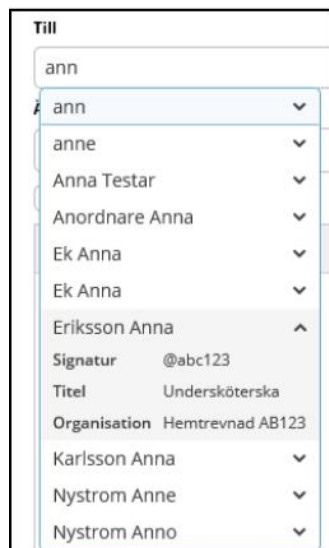 Till
ann
ann
anne
Anna Testar
Anordnare Anna
Ek Anna
Ek Anna
Eriksson Anna
Signatur @abc123
Titel Undersköterska
Organisation Hemtrevnad AB123
Karlsson Anna
Nystrom Anne
Nystrom Anno